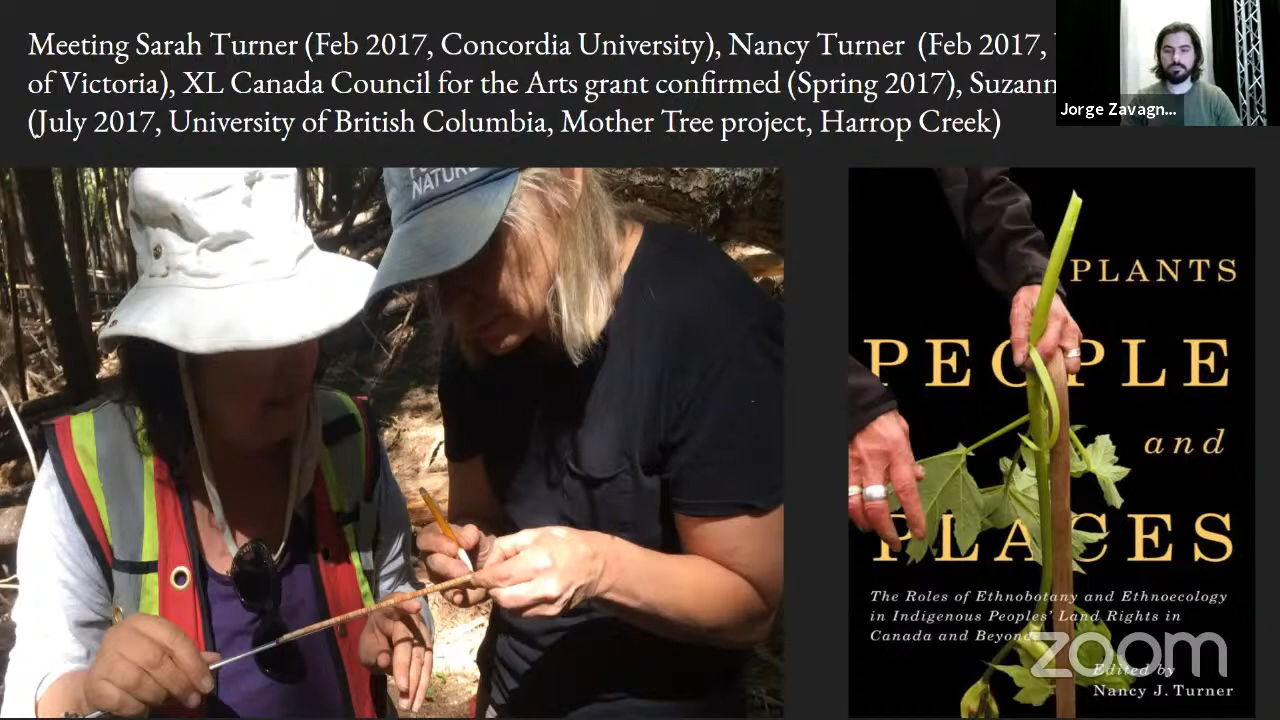 Meeting Sarah Turner (Feb 2017, Concordia University), Nancy Turner (Feb 2017,
of Victoria), XL Canada Council for the Arts grant confirmed (Spring 2017),
(July 2017, University of British Columbia, Mother Tree project, Harrop Creek)
Jorge Zavagn...
NATURE
PLANTS
PEOPLE
and
PLACES
The Roles of Ethnobotany and Ethnoecology
in Indigenous Peoples' Land Rights in
Canada and Beyond
zoom
Edited by
Nancy J. Turner